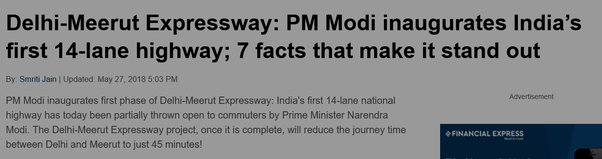 Delhi-Meerut Expressway: PM Modi inaugurates India's
first 14-lane highway; 7 facts that make it stand out
By: Smriti Jain | Updated: May 27, 2018 5:03 PM
PM Modi inaugurates first phase of Delhi-Meerut Expressway: India's first 14-lane national
highway has today been partially thrown open to commuters by Prime Minister Narendra
Modi. The Delhi-Meerut Expressway project, once it is complete, will reduce the journey time
between Delhi and Meerut to just 45 minutes!
Advertisement
FINANCIAL EXPRESS